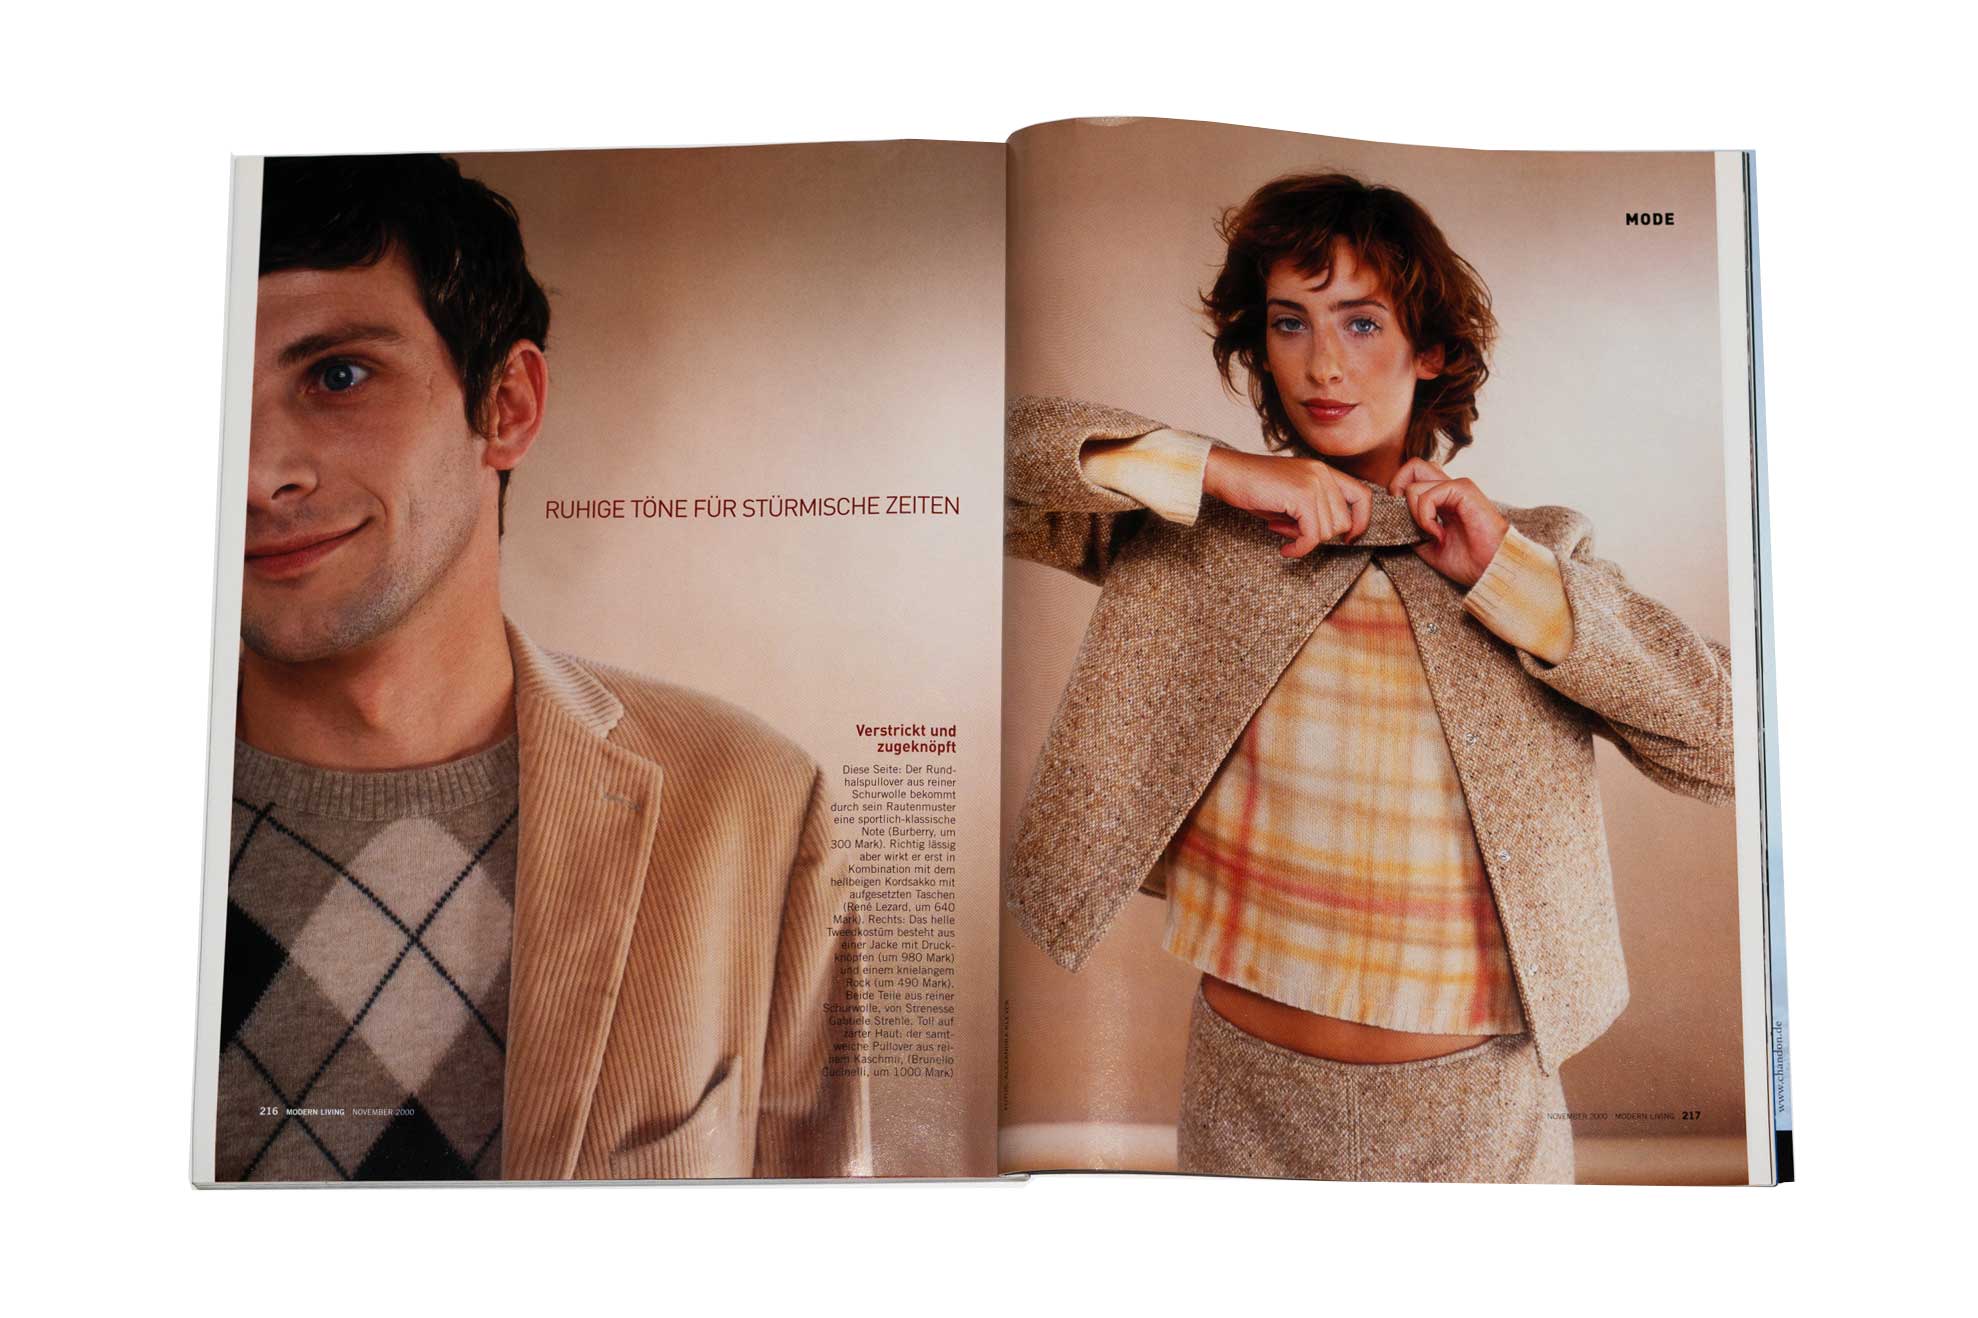 RUHIGE TÖNE FÜR STÜRMISCHE ZEITEN
Verstrickt und
zugeknöpft
Diese Seite: Der Rund-
halspullover aus reiner
Schurwolle bekommt
durch sein Rautenmuster
eine sportlich-klassische
Note (Burberry, um
300 Mark). Richtig lässig
aber wirkt er erst in
Kombination mit dem
hellbeigen Kordsakko mit
aufgesetzten Taschen
(René Lezard, um 640
Mark). Rechts: Das helle
Tweedkostüm besteht aus
einer Jacke mit Druck-
knöpfen (um 980 Mark)
und einem knielangem
Rock (um 490 Mark).
Beide Teile aus reiner
Schurwolle, von Strenesse
Gabriele Strehle. Toll auf
zarter Haut: der samt-
weiche Pullover aus rei-
nem Kaschmir, (Brunello
Cucinelli, um 1000 Mark)
216 MODERN LIVING NOVEMBER 2000
MODE
NOVEMBER 2000 MODERN LIVING 217
www.chandon.de